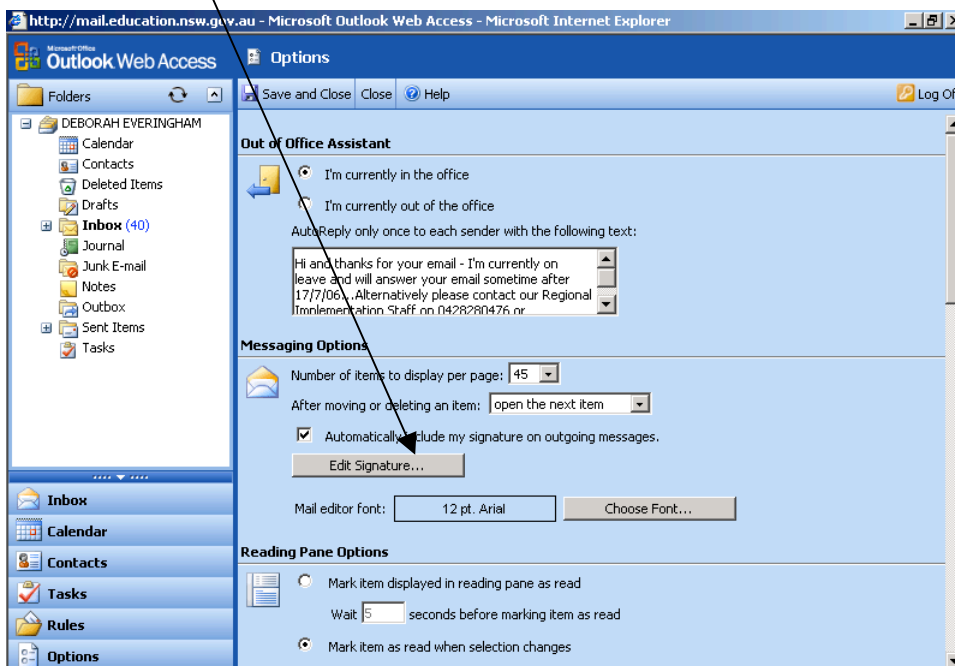 http://mail.education.nsw.gov.au - Microsoft Outlook Web Access - Microsoft Internet Explorer
Microsoft Office
Outlook Web Access
Options
Folders
Save and Close Close Help
Log Of
DEBORAH EVERINGHAM
Calendar
Contacts
Deleted Items
Drafts
Inbox (40)
Journal
Junk E-mail
Notes
Outbox
Sent Items
Tasks
Out of Office Assistant
I'm currently in the office
I'm currently out of the office
AutoReply only once to each sender with the following text:
Hi and thanks for your email - I'm currently on
leave and will answer your email sometime after
17/7/06...Alternatively please contact our Regional
Implementation Staff on 0428280476 or
Messaging Options
Number of items to display per page: 45
After moving or deleting an item: open the next item
Automatically include my signature on outgoing messages.
Edit Signature...
Mail editor font: 12 pt. Arial Choose Font...
Reading Pane Options
Mark item displayed in reading pane as read
Wait 5 seconds before marking item as read
Mark item as read when selection changes
Inbox
Calendar
Contacts
Tasks
Rules
Options